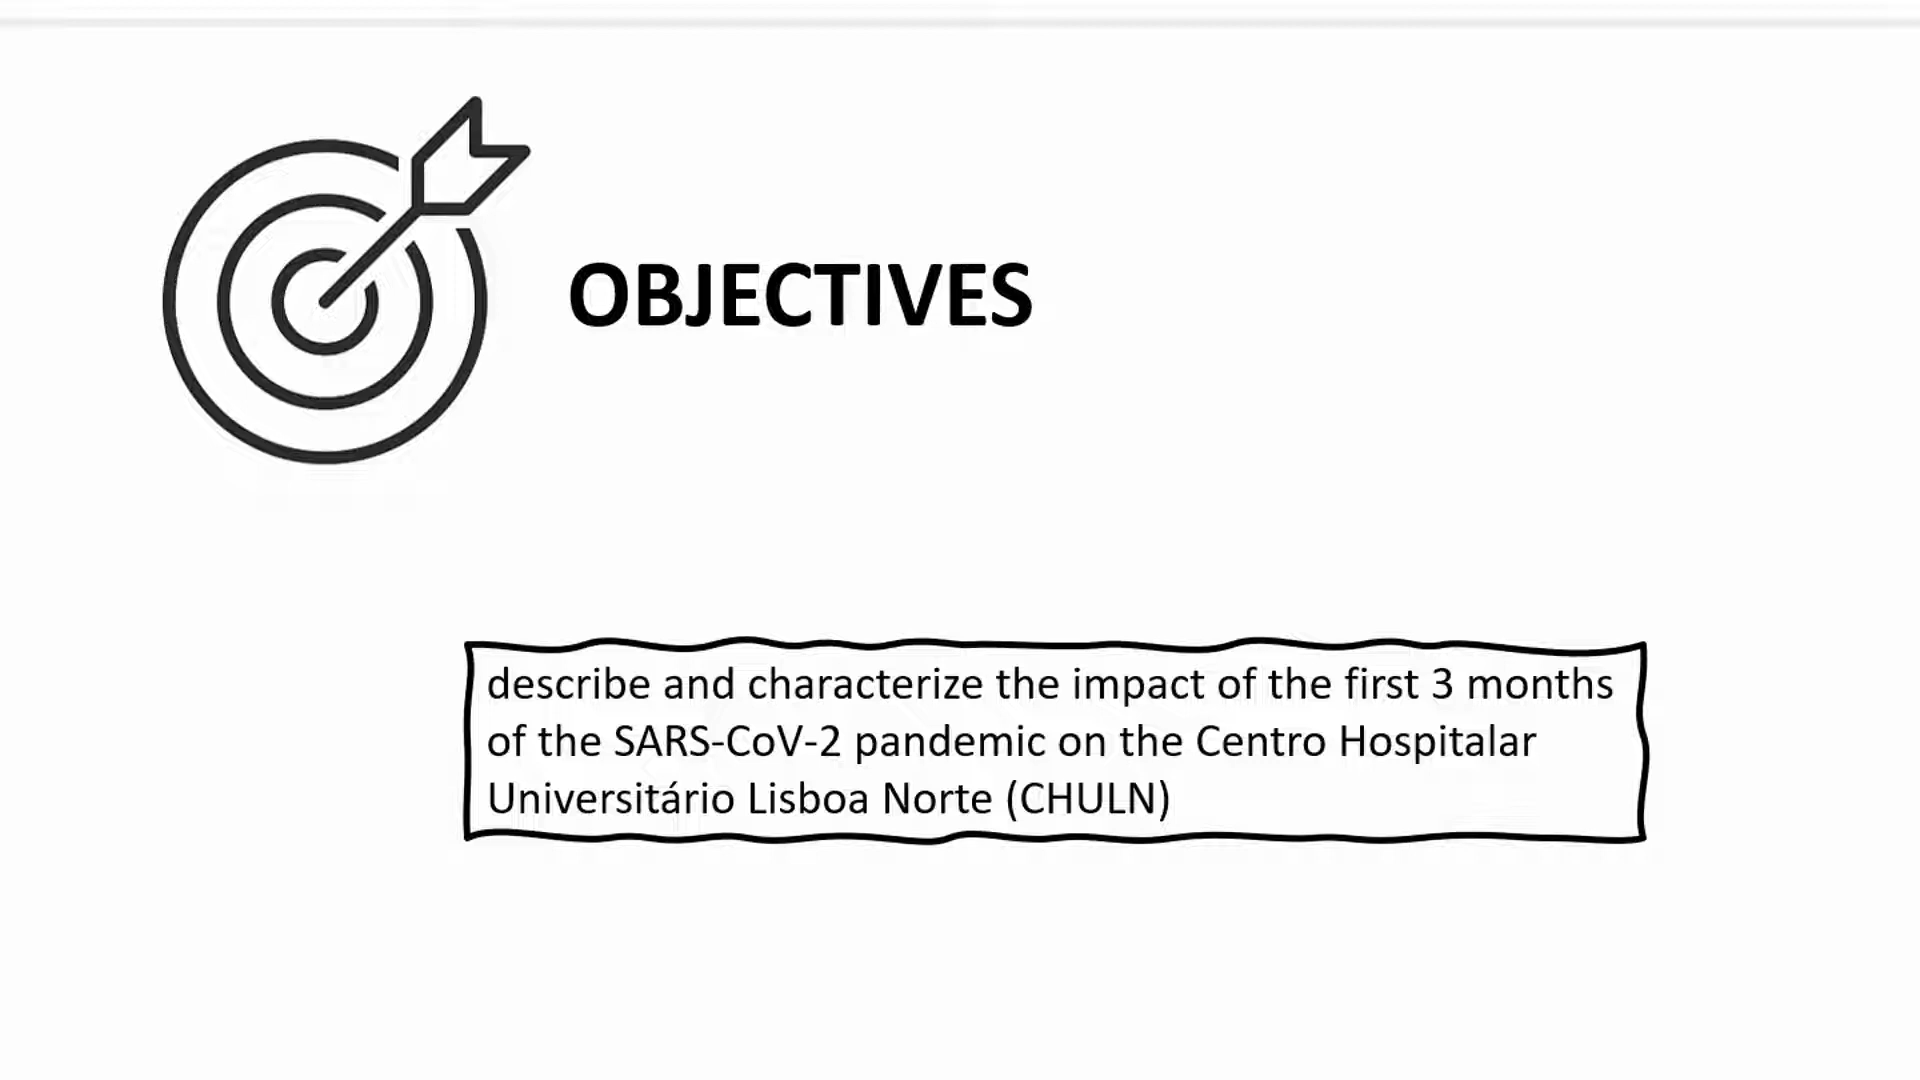 OBJECTIVES
describe and characterize the impact of the first 3 months
of the SARS-CoV-2 pandemic on the Centro Hospitalar
Universitário Lisboa Norte (CHULN)